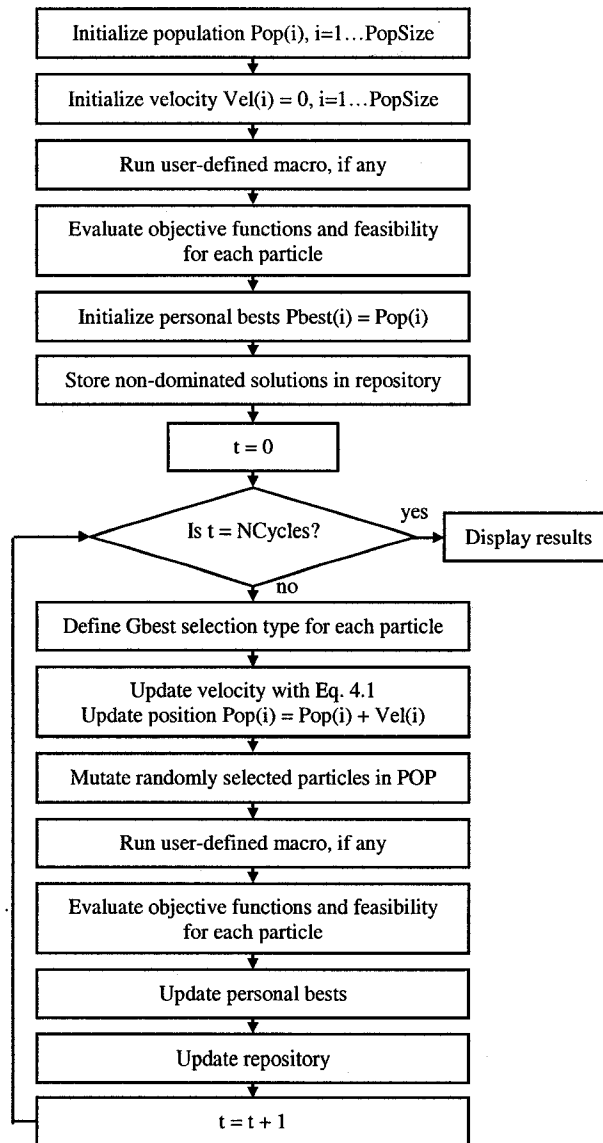 Initialize population Pop(i), i=1…PopSize
Initialize velocity Vel(i) = 0, i=1…PopSize
Run user-defined macro, if any
Evaluate objective functions and feasibility
for each particle
Initialize personal bests Pbest(i) = Pop(i)
Store non-dominated solutions in repository
t = 0
Is t = NCycles?
yes
Display results
no
Define Gbest selection type for each particle
Update velocity with Eq. 4.1
Update position Pop(i) = Pop(i) + Vel(i)
Mutate randomly selected particles in POP
Run user-defined macro, if any
Evaluate objective functions and feasibility
for each particle
Update personal bests
Update repository
t = t + 1